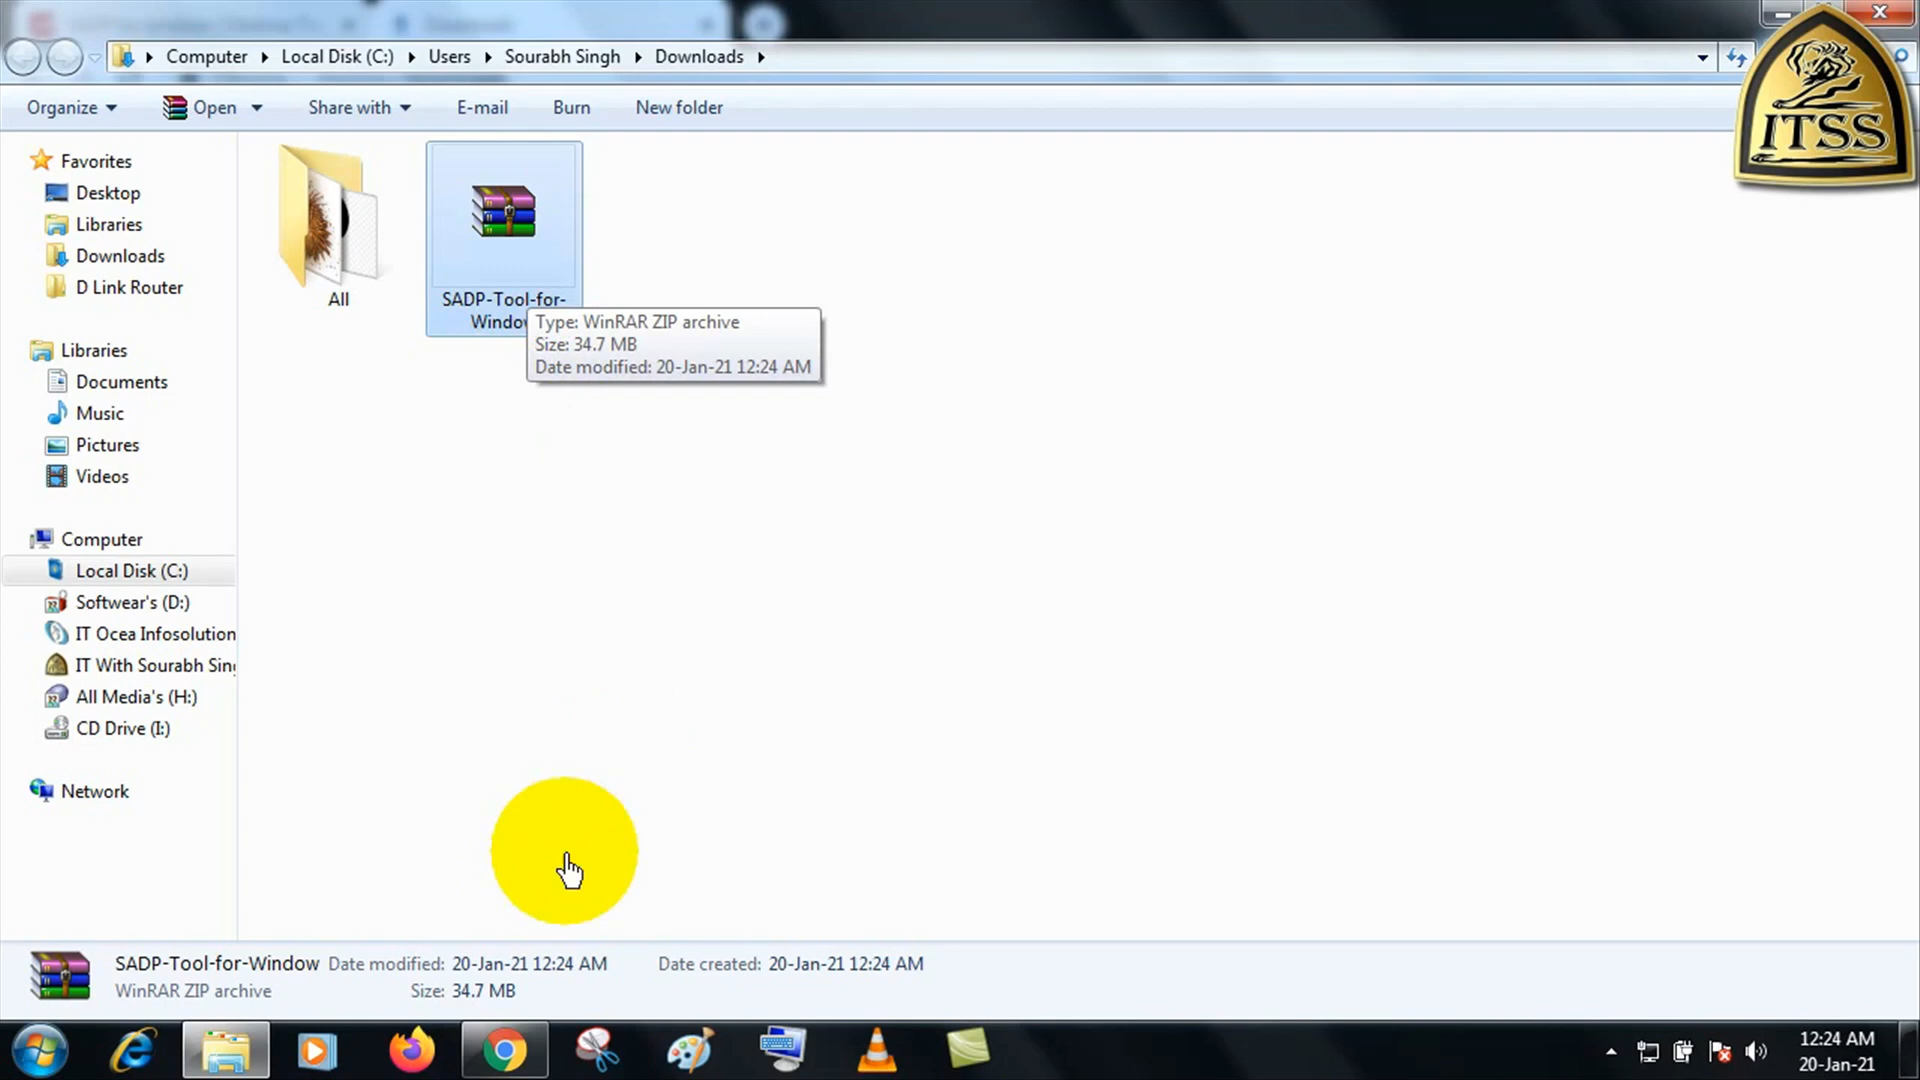 Computer Local Disk (C:) Users Sourabh Singh Downloads
Organize Open Share with E-mail Burn New folder
ITSS
Favorites
Desktop
Libraries
Downloads
D Link Router
Libraries
Documents
Music
Pictures
Videos
Computer
Local Disk (C:)
Softwear's (D:)
IT Ocea Infosolution
IT With Sourabh Sin
All Media's (H:)
CD Drive (I:)
Network
All
SADP-Tool-for-
Window
Type: WinRAR ZIP archive
Size: 34.7 MB
Date modified: 20-Jan-21 12:24 AM
SADP-Tool-for-Window Date modified: 20-Jan-21 12:24 AM Date created: 20-Jan-21 12:24 AM
WinRAR ZIP archive Size: 34.7 MB
12:24 AM
20-Jan-21